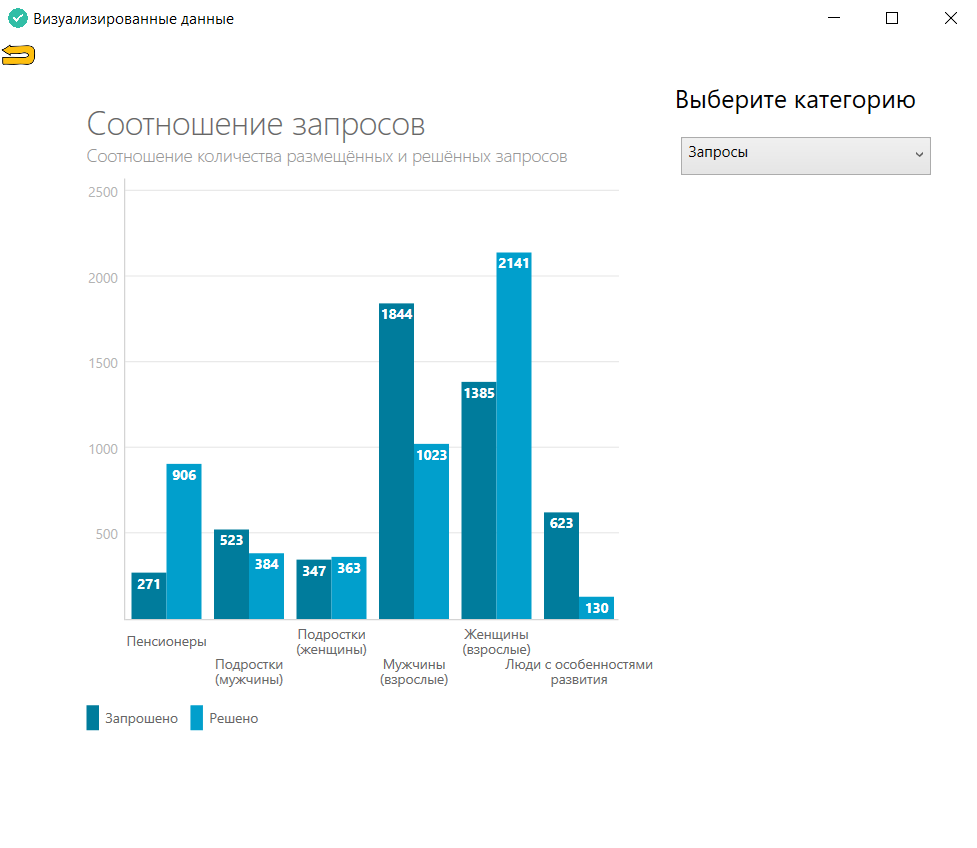 Визуализированные данные
Выберите категорию
Запросы
Соотношение запросов
Соотношение количества размещённых и решённых запросов
2500
2000
1500
1000
500
271
906
523
384
347
363
1844
1023
1385
2141
623
130
Пенсионеры
Подростки
(мужчины)
Подростки
(женщины)
Мужчины
(взрослые)
Женщины
(взрослые)
Люди с особенностями
развития
Запрошено
Решено